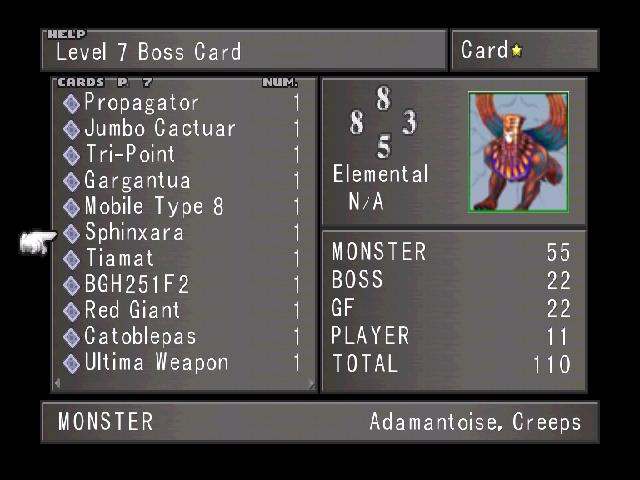 HELP
Level 7 Boss Card
Card
CARDS P. 7 NUM.
Propagator 1
Jumbo Cactuar 1
Tri-Point 1
Gargantua 1
Mobile Type 8 1
Sphinxara 1
Tiamat 1
BGH251F2 1
Red Giant 1
Catoblepas 1
Ultima Weapon 1
8
8 3
5
Elemental
N/A
MONSTER 55
BOSS 22
GF 22
PLAYER 11
TOTAL 110
MONSTER Adamantoise, Creeps